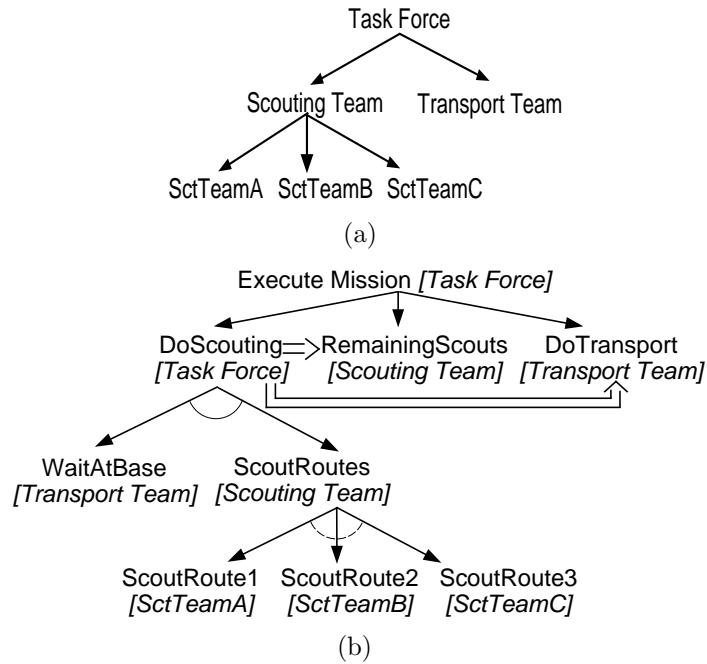 Task Force
Scouting Team Transport Team
SctTeamA SctTeamB SctTeamC
(a)
Execute Mission [Task Force]
DoScouting RemainingScouts DoTransport
[Task Force] [Scouting Team] [Transport Team]
WaitAtBase ScoutRoutes
[Transport Team] [Scouting Team]
ScoutRoute1 ScoutRoute2 ScoutRoute3
[SctTeamA] [SctTeamB] [SctTeamC]
(b)